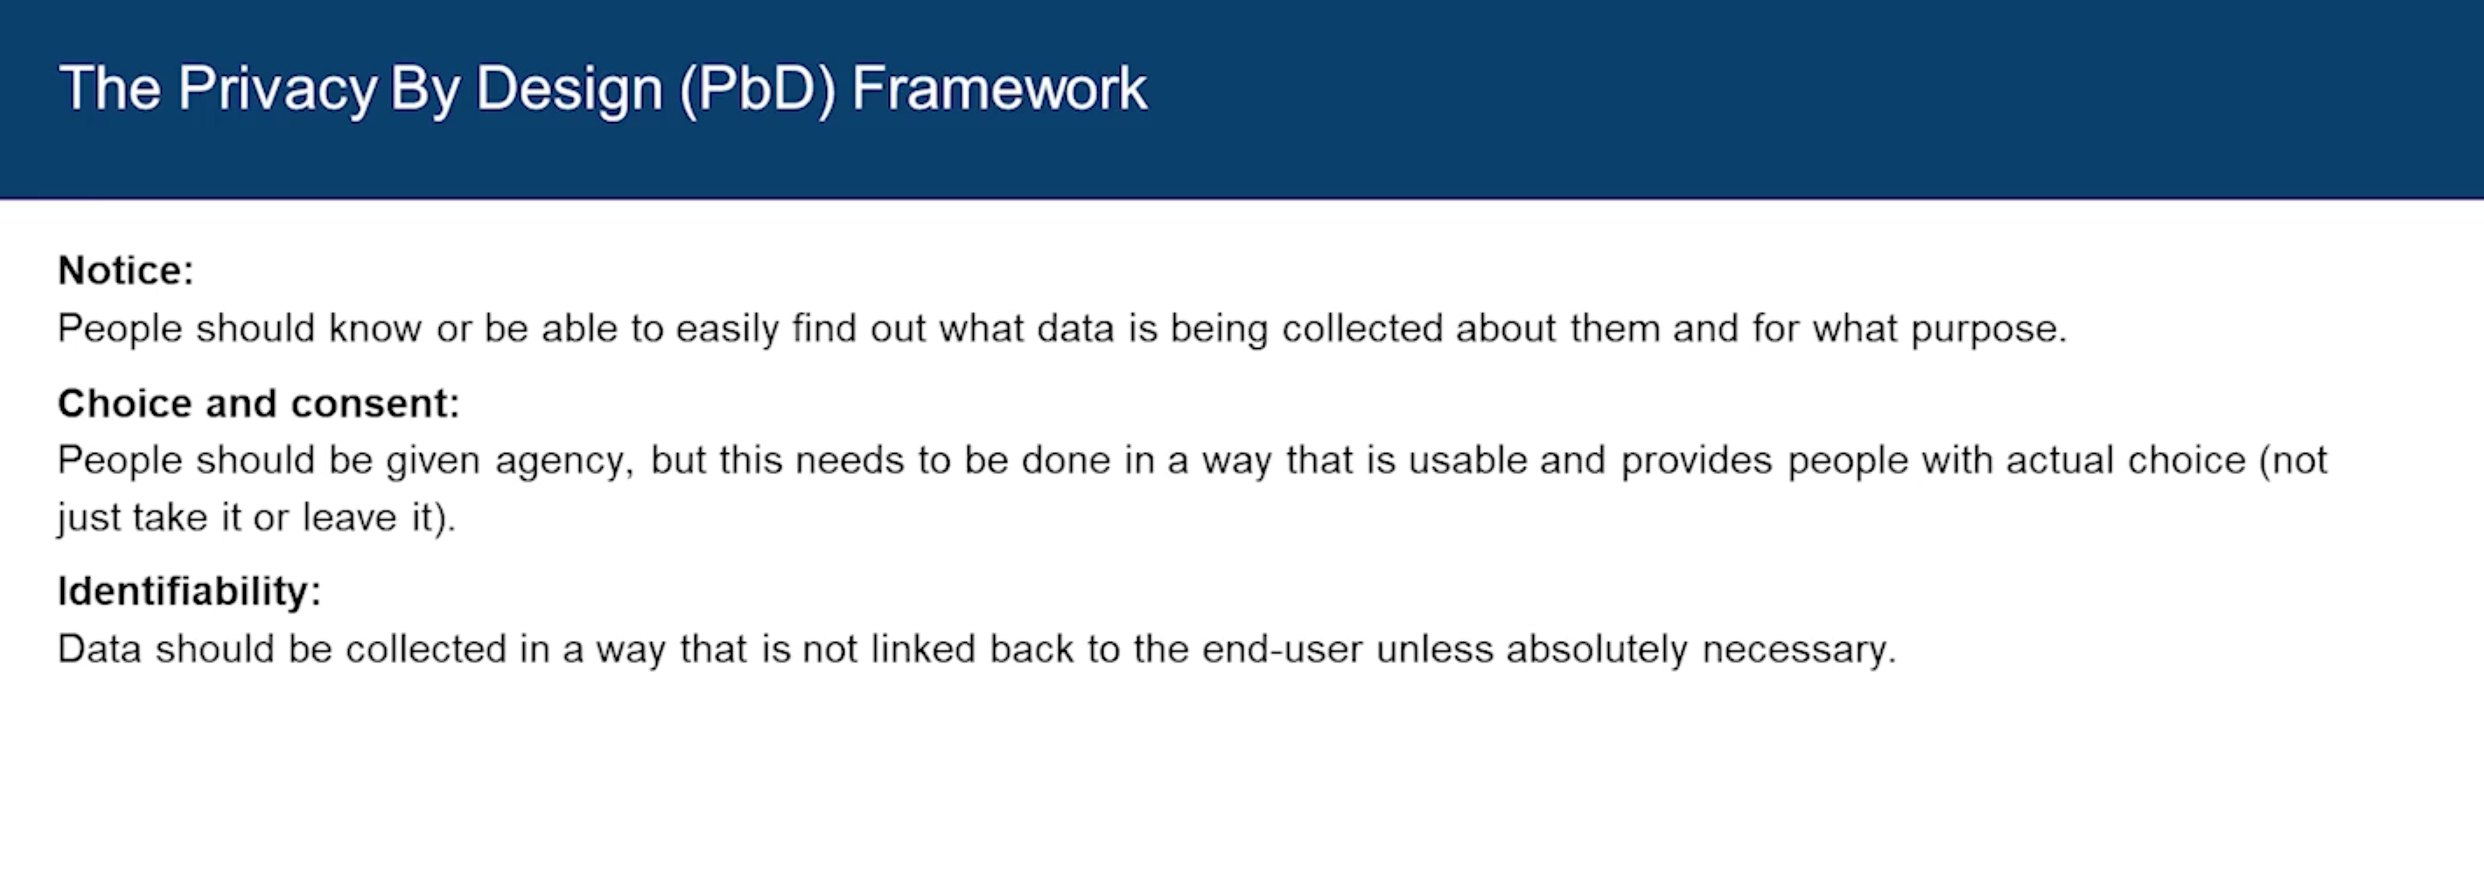 The Privacy By Design (PbD) Framework
Notice:
People should know or be able to easily find out what data is being collected about them and for what purpose.
Choice and consent:
People should be given agency, but this needs to be done in a way that is usable and provides people with actual choice (not
just take it or leave it).
Identifiability:
Data should be collected in a way that is not linked back to the end-user unless absolutely necessary.